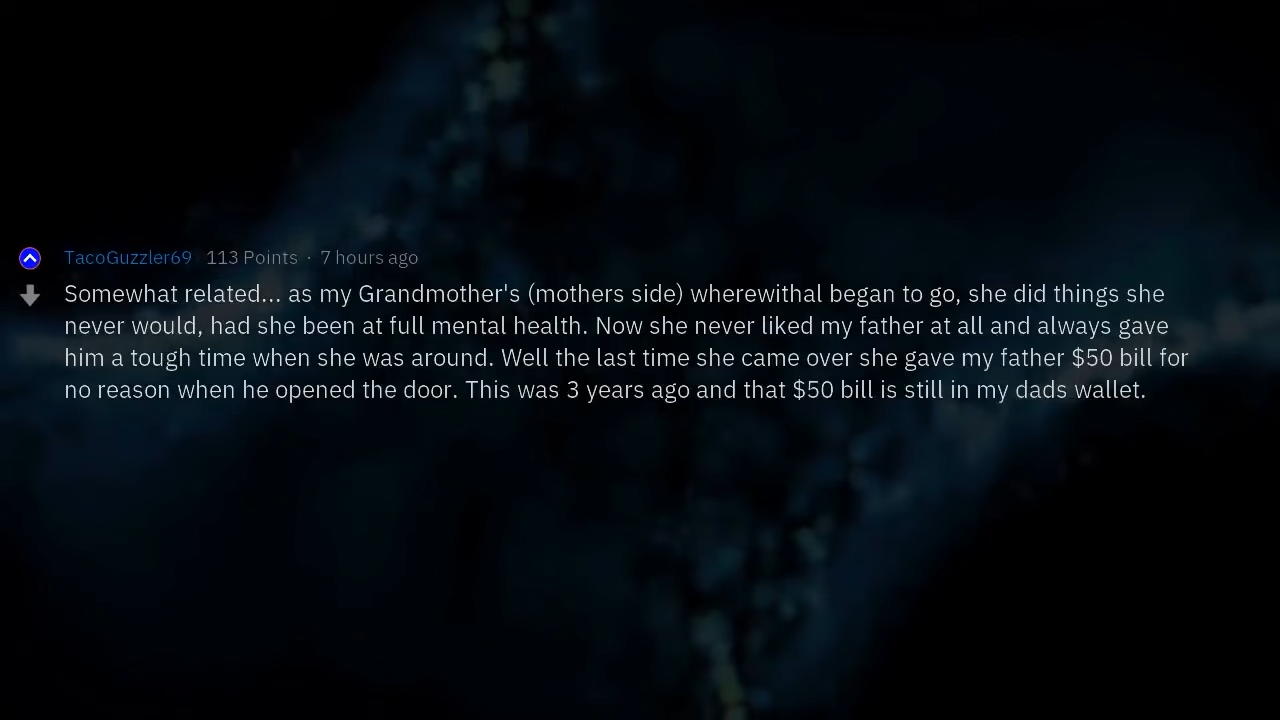 TacoGuzzler69 113 Points · 7 hours ago
Somewhat related... as my Grandmother's (mothers side) wherewithal began to go, she did things she
never would, had she been at full mental health. Now she never liked my father at all and always gave
him a tough time when she was around. Well the last time she came over she gave my father $50 bill for
no reason when he opened the door. This was 3 years ago and that $50 bill is still in my dads wallet.